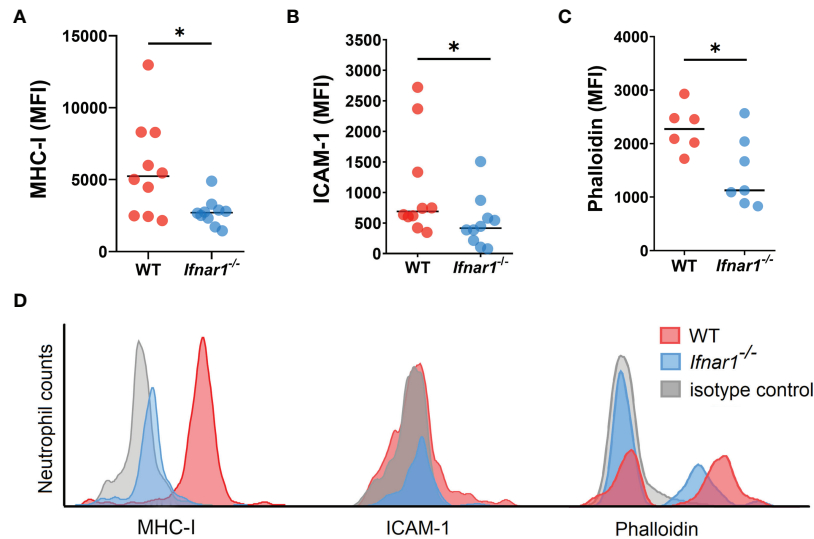 A
MHC-I (MFI)
15000
10000
5000
0
*
WT
Ifnar1-/-
B
ICAM-1 (MFI)
3500
3000
2500
2000
1500
1000
500
0
*
WT
Ifnar1-/-
C
Phalloidin (MFI)
4000
3000
2000
1000
0
*
WT
Ifnar1-/-
D
Neutrophil counts
WT
Ifnar1-/-
isotype control
MHC-I
ICAM-1
Phalloidin